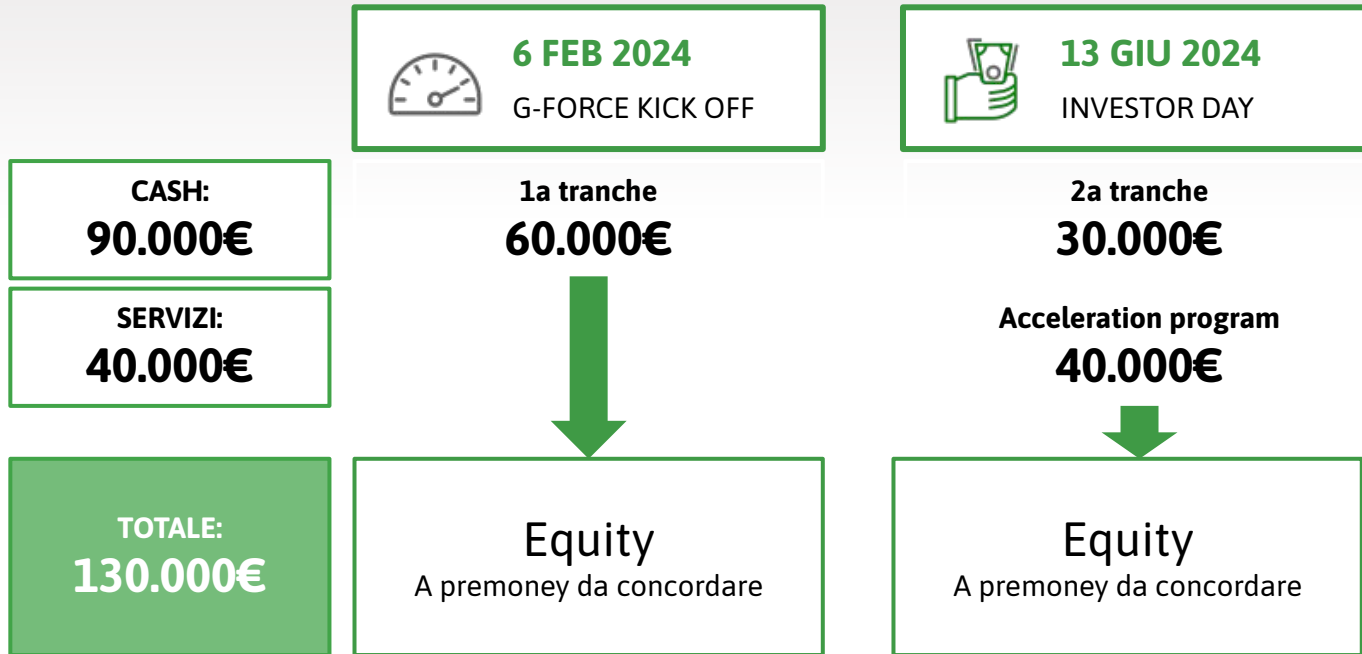 6 FEB 2024
G-FORCE KICK OFF
13 GIU 2024
INVESTOR DAY
CASH:
90.000€
1a tranche
60.000€
2a tranche
30.000€
SERVIZI:
40.000€
Acceleration program
40.000€
TOTALE:
130.000€
Equity
A premoney da concordare
Equity
A premoney da concordare